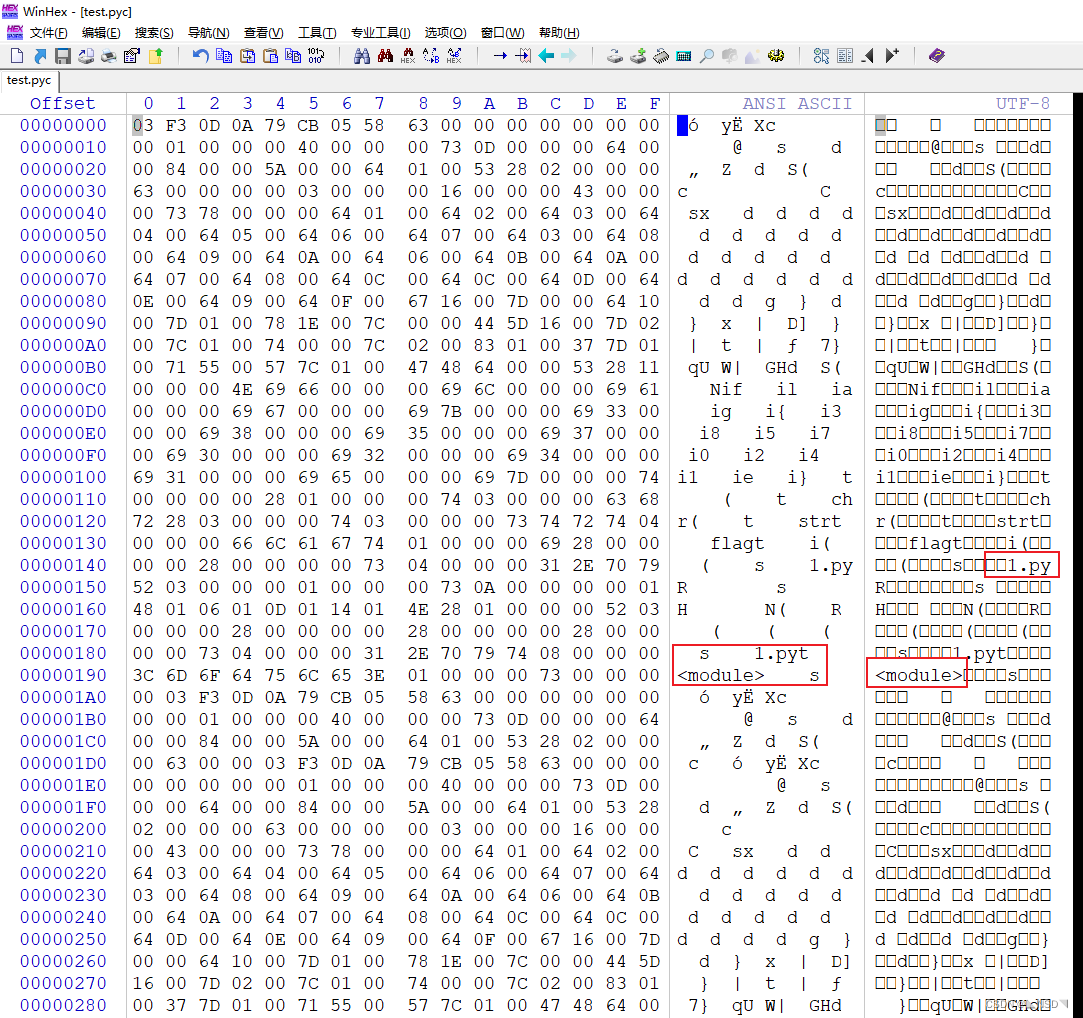 WinHex - [test.pyc]
文件(F) 编辑(E) 搜索(S) 导航(N) 查看(V) 工具(T) 专业工具(I) 选项(O) 窗口(W) 帮助(H)
test.pyc
Offset 0 1 2 3 4 5 6 7 8 9 A B C D E F ANSI ASCII UTF-8
00000000 03 F3 0D 0A 79 CB 05 58 63 00 00 00 00 00 00 00 ó yË Xc
00000010 00 01 00 00 00 40 00 00 00 73 0D 00 00 00 64 00 @ s d
00000020 00 84 00 00 5A 00 00 64 01 00 53 28 02 00 00 00 „ Z d S(
00000030 63 00 00 00 00 03 00 00 00 16 00 00 00 43 00 00 c C
00000040 00 73 78 00 00 00 64 01 00 64 02 00 64 03 00 64 sx d d d d
00000050 04 00 64 05 00 64 06 00 64 07 00 64 03 00 64 08 d d d d d
00000060 00 64 09 00 64 0A 00 64 06 00 64 0B 00 64 0A 00 d d d d d
00000070 64 07 00 64 08 00 64 0C 00 64 0C 00 64 0D 00 64 d d d d d d
00000080 0E 00 64 09 00 64 0F 00 67 16 00 7D 00 00 64 10 d d g } d
00000090 00 7D 01 00 78 1E 00 7C 00 00 44 5D 16 00 7D 02 } x | D] }
000000A0 00 7C 01 00 74 00 00 7C 02 00 83 01 00 37 7D 01 | t | ƒ 7}
000000B0 00 71 55 00 57 7C 01 00 47 48 64 00 00 53 28 11 qU W| GHd S(
000000C0 00 00 00 4E 69 66 00 00 00 69 6C 00 00 00 69 61 Nif il ia
000000D0 00 00 00 69 67 00 00 00 69 7B 00 00 00 69 33 00 ig i{ i3
000000E0 00 00 69 38 00 00 00 69 35 00 00 00 69 37 00 00 i8 i5 i7
000000F0 00 69 30 00 00 00 69 32 00 00 00 69 34 00 00 00 i0 i2 i4
00000100 69 31 00 00 00 69 65 00 00 00 69 7D 00 00 00 74 i1 ie i} t
00000110 00 00 00 00 28 01 00 00 00 74 03 00 00 00 63 68 ( t ch
00000120 72 28 03 00 00 00 74 03 00 00 00 73 74 72 74 04 r( t strt
00000130 00 00 00 66 6C 61 67 74 01 00 00 00 69 28 00 00 flagt i(
00000140 00 00 28 00 00 00 00 73 04 00 00 00 31 2E 70 79 ( s 1.py
00000150 52 03 00 00 00 01 00 00 00 73 0A 00 00 00 00 01 R s
00000160 48 01 06 01 0D 01 14 01 4E 28 01 00 00 00 52 03 H N( R
00000170 00 00 00 28 00 00 00 00 28 00 00 00 00 28 00 00 ( ( (
00000180 00 00 73 04 00 00 00 31 2E 70 79 74 08 00 00 00 s 1.pyt
00000190 3C 6D 6F 64 75 6C 65 3E 01 00 00 00 73 00 00 00 <module> s
000001A0 00 03 F3 0D 0A 79 CB 05 58 63 00 00 00 00 00 00 ó yË Xc
000001B0 00 00 01 00 00 00 40 00 00 00 73 0D 00 00 00 64 @ s d
000001C0 00 00 84 00 00 5A 00 00 64 01 00 53 28 02 00 00 „ Z d S(
000001D0 00 63 00 00 03 F3 0D 0A 79 CB 05 58 63 00 00 00 c ó yË Xc
000001E0 00 00 00 00 00 01 00 00 00 40 00 00 00 73 0D 00 @ s
000001F0 00 00 64 00 00 84 00 00 5A 00 00 64 01 00 53 28 d „ Z d S(
00000200 02 00 00 00 63 00 00 00 00 03 00 00 00 16 00 00 c
00000210 00 43 00 00 00 73 78 00 00 00 64 01 00 64 02 00 C sx d d
00000220 64 03 00 64 04 00 64 05 00 64 06 00 64 07 00 64 d d d d d d
00000230 03 00 64 08 00 64 09 00 64 0A 00 64 06 00 64 0B d d d d d
00000240 00 64 0A 00 64 07 00 64 08 00 64 0C 00 64 0C 00 d d d d d
00000250 64 0D 00 64 0E 00 64 09 00 64 0F 00 67 16 00 7D d d d d g }
00000260 00 00 64 10 00 7D 01 00 78 1E 00 7C 00 00 44 5D d } x | D]
00000270 16 00 7D 02 00 7C 01 00 74 00 00 7C 02 00 83 01 } | t | ƒ
00000280 00 37 7D 01 00 71 55 00 57 7C 01 00 47 48 64 00 7} qU W| GHd